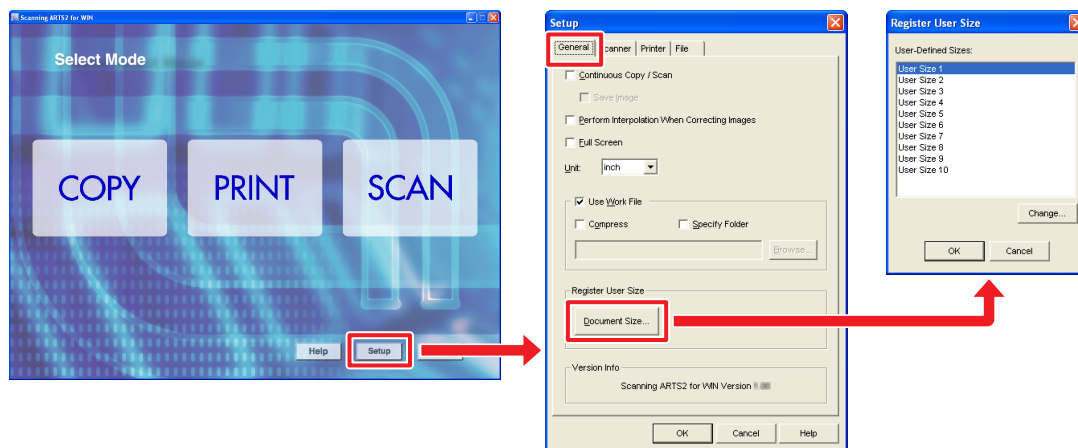 Scanning ARTS2 for WIN
Select Mode
COPY
PRINT
SCAN
Help
Setup
Setup
General
canner
Printer
File
Continuous Copy / Scan
Save Image
Perform Interpolation When Correcting Images
Full Screen
Unit:
inch
Use Work File
Compress
Specify Folder
Browse...
Register User Size
Document Size...
Version Info
Scanning ARTS2 for WIN Version
OK
Cancel
Help
Register User Size
User-Defined Sizes:
User Size 1
User Size 2
User Size 3
User Size 4
User Size 5
User Size 6
User Size 7
User Size 8
User Size 9
User Size 10
Change...
OK
Cancel